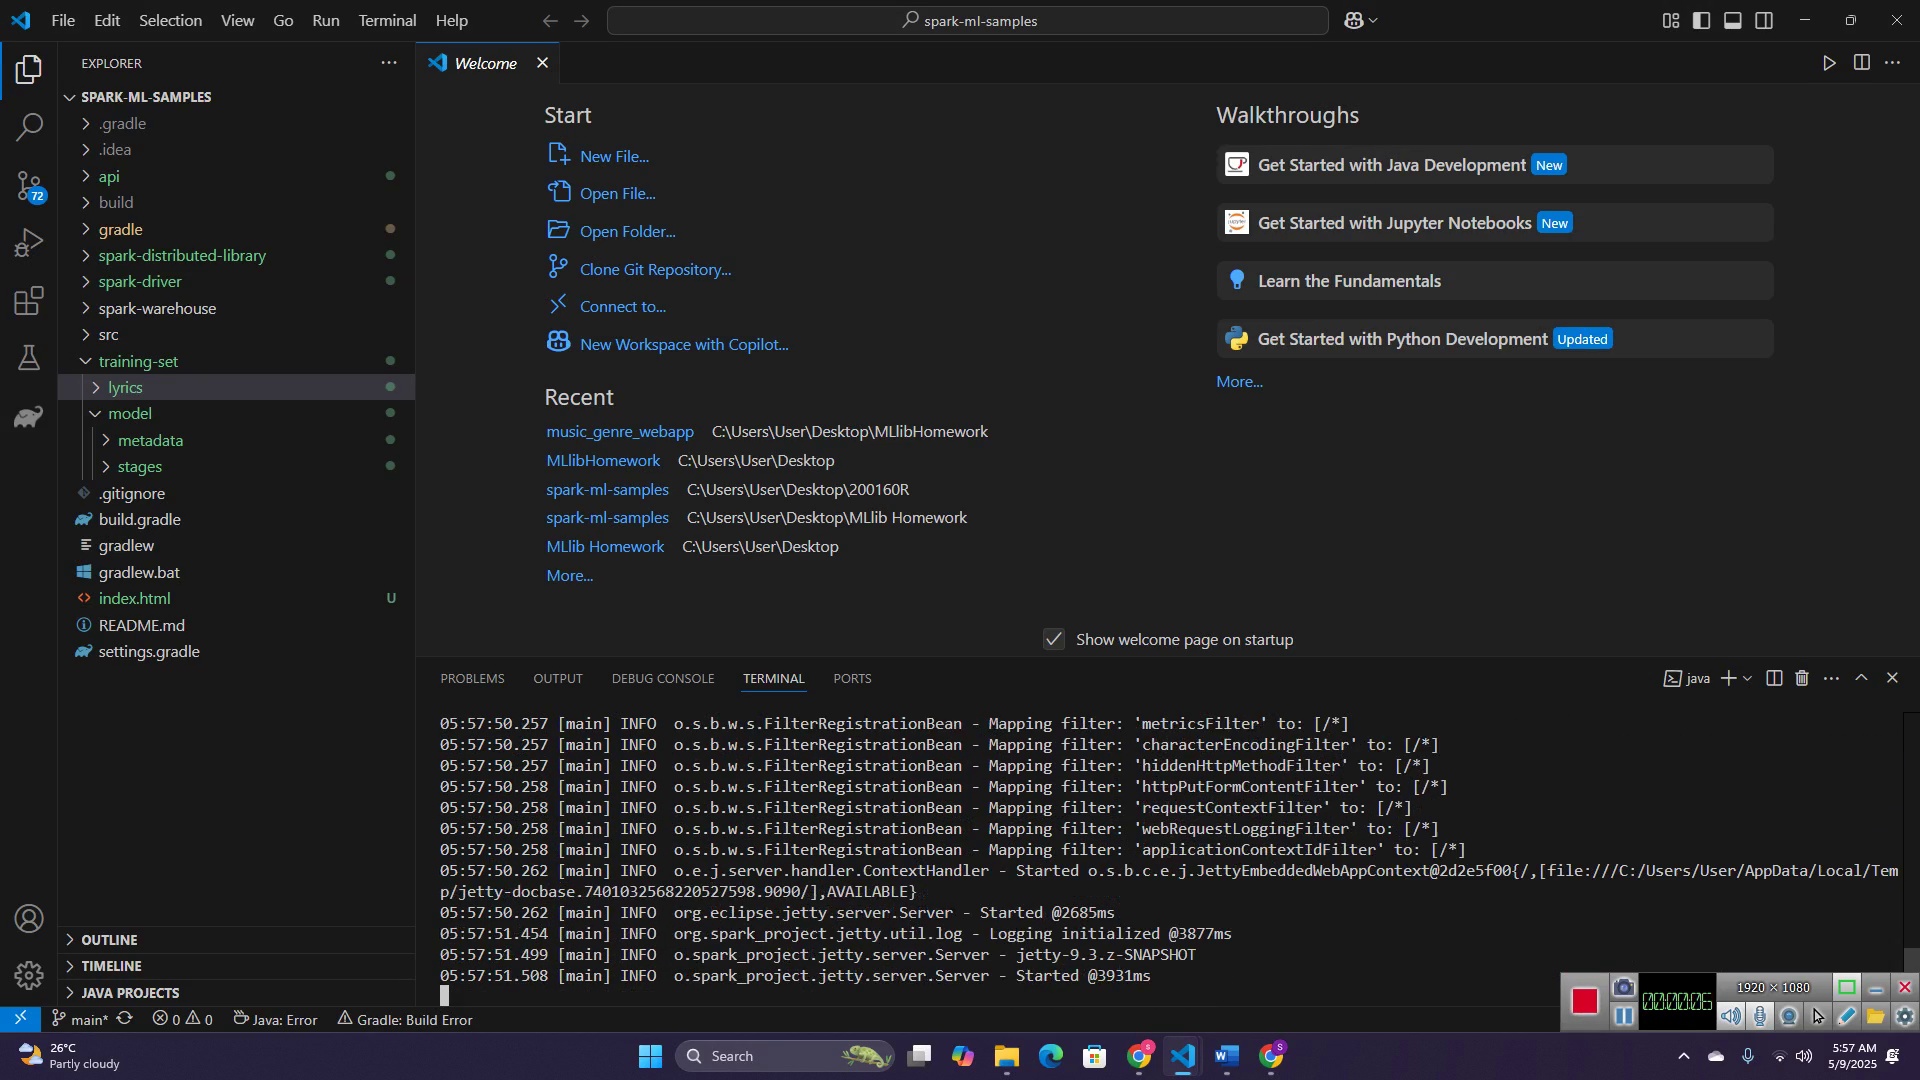 File Edit Selection View Go Run Terminal Help
spark-ml-samples
EXPLORER
Welcome
SPARK-ML-SAMPLES
.gradle
.idea
api
build
gradle
spark-distributed-library
spark-driver
spark-warehouse
src
training-set
lyrics
model
metadata
stages
.gitignore
build.gradle
gradlew
gradlew.bat
index.html U
README.md
settings.gradle
OUTLINE
TIMELINE
JAVA PROJECTS
72
Start
New File...
Open File...
Open Folder...
Clone Git Repository...
Connect to...
New Workspace with Copilot...
Recent
music_genre_webapp C:\Users\User\Desktop\MLlibHomework
MLlibHomework C:\Users\User\Desktop
spark-ml-samples C:\Users\User\Desktop\200160R
spark-ml-samples C:\Users\User\Desktop\MLlib Homework
MLlib Homework C:\Users\User\Desktop
More...
Walkthroughs
Get Started with Java Development New
Get Started with Jupyter Notebooks New
Learn the Fundamentals
Get Started with Python Development Updated
More...
Show welcome page on startup
PROBLEMS OUTPUT DEBUG CONSOLE TERMINAL PORTS
java
05:57:50.257 [main] INFO  o.s.b.w.s.FilterRegistrationBean - Mapping filter: 'metricsFilter' to: [/*]
05:57:50.257 [main] INFO  o.s.b.w.s.FilterRegistrationBean - Mapping filter: 'characterEncodingFilter' to: [/*]
05:57:50.257 [main] INFO  o.s.b.w.s.FilterRegistrationBean - Mapping filter: 'hiddenHttpMethodFilter' to: [/*]
05:57:50.258 [main] INFO  o.s.b.w.s.FilterRegistrationBean - Mapping filter: 'httpPutFormContentFilter' to: [/*]
05:57:50.258 [main] INFO  o.s.b.w.s.FilterRegistrationBean - Mapping filter: 'requestContextFilter' to: [/*]
05:57:50.258 [main] INFO  o.s.b.w.s.FilterRegistrationBean - Mapping filter: 'webRequestLoggingFilter' to: [/*]
05:57:50.258 [main] INFO  o.s.b.w.s.FilterRegistrationBean - Mapping filter: 'applicationContextIdFilter' to: [/*]
05:57:50.262 [main] INFO  o.e.j.server.handler.ContextHandler - Started o.s.b.c.e.j.JettyEmbeddedWebAppContext@2d2e5f00{/,[file:///C:/Users/User/AppData/Local/Tem
p/jetty-docbase.7401032568220527598.9090/],AVAILABLE}
05:57:50.262 [main] INFO  org.eclipse.jetty.server.Server - Started @2685ms
05:57:51.454 [main] INFO  org.spark_project.jetty.util.log - Logging initialized @3877ms
05:57:51.499 [main] INFO  o.spark_project.jetty.server.Server - jetty-9.3.z-SNAPSHOT
05:57:51.508 [main] INFO  o.spark_project.jetty.server.Server - Started @3931ms
00:00:06
1920 × 1080
main* 0 0 Java: Error Gradle: Build Error
26°C
Partly cloudy
Search
5:57 AM
5/9/2025